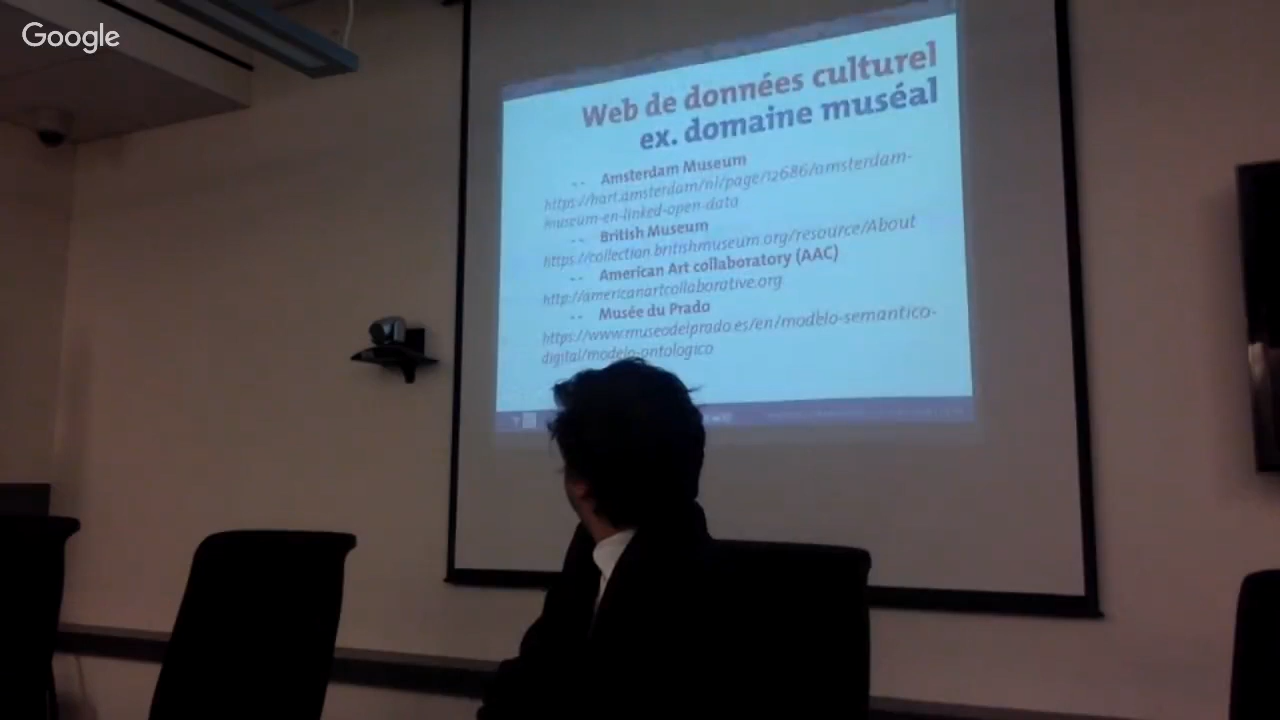 Google
Web de données culturel
ex. domaine muséal
-- Amsterdam Museum
https://hart.amsterdam/nl/page/12686/amsterdam-
museum-en-linked-open-data
-- British Museum
https://collection.britishmuseum.org/resource/About
-- American Art collaboratory (AAC)
http://americanartcollaborative.org
-- Musée du Prado
https://www.museodelprado.es/en/modelo-semantico-
digital/modelo-ontologico